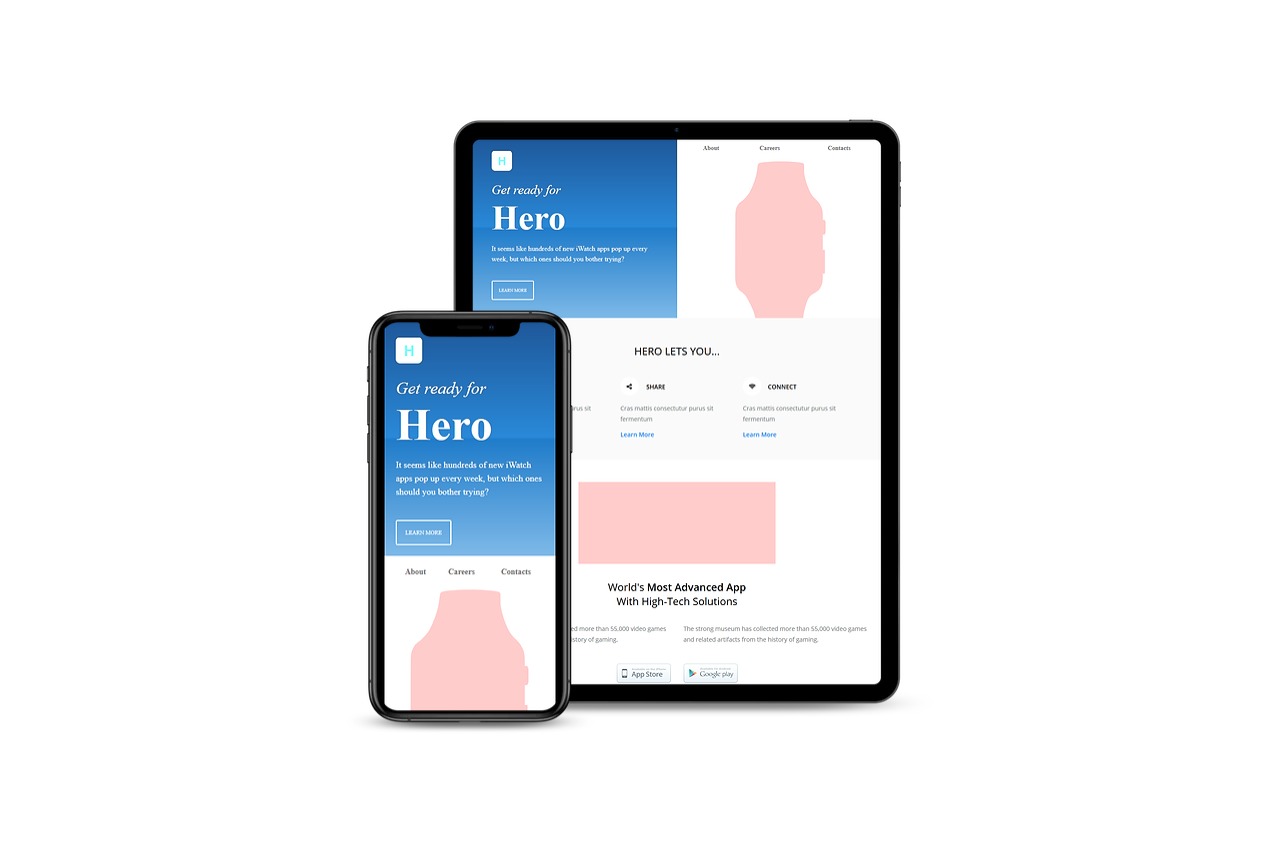 H
About Careers Contacts
Get ready for
Hero
It seems like hundreds of new iWatch apps pop up every
week, but which ones should you bother trying?
LEARN MORE
HERO LETS YOU...
SHARE
Cras mattis consectutur purus sit
fermentum
Learn More
CONNECT
Cras mattis consectutur purus sit
fermentum
Learn More
sit
World's Most Advanced App
With High-Tech Solutions
more than 55,000 video games
of gaming.
The strong museum has collected more than 55,000 video games
and related artifacts from the history of gaming.
App Store
Google play
H
Get ready for
Hero
It seems like hundreds of new iWatch
apps pop up every week, but which ones
should you bother trying?
LEARN MORE
About Careers Contacts